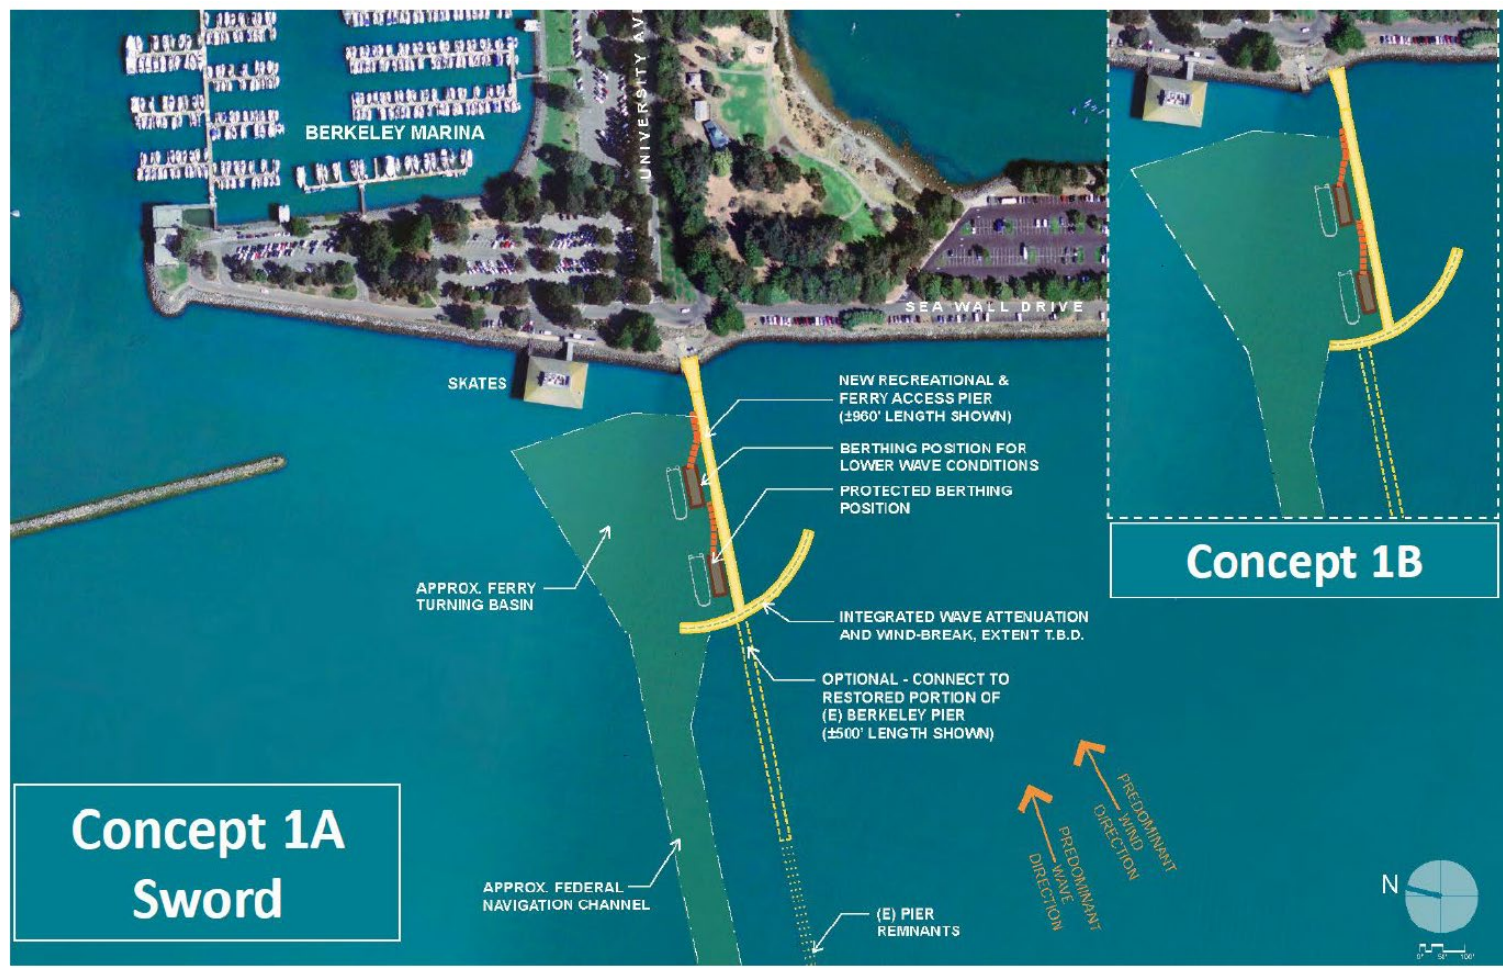 BERKELEY MARINA
UNIVERSITY AVE
SEA WALL DRIVE
SKATES
NEW RECREATIONAL &
FERRY ACCESS PIER
(±960' LENGTH SHOWN)
BERTHING POSITION FOR
LOWER WAVE CONDITIONS
PROTECTED BERTHING
POSITION
APPROX. FERRY
TURNING BASIN
INTEGRATED WAVE ATTENUATION
AND WIND-BREAK, EXTENT T.B.D.
OPTIONAL - CONNECT TO
RESTORED PORTION OF
(E) BERKELEY PIER
(±500' LENGTH SHOWN)
Concept 1B
PREDOMINANT
WIND
DIRECTION
PREDOMINANT
WAVE
DIRECTION
Concept 1A
Sword
APPROX. FEDERAL
NAVIGATION CHANNEL
(E) PIER
REMNANTS
N
0' 50' 100'